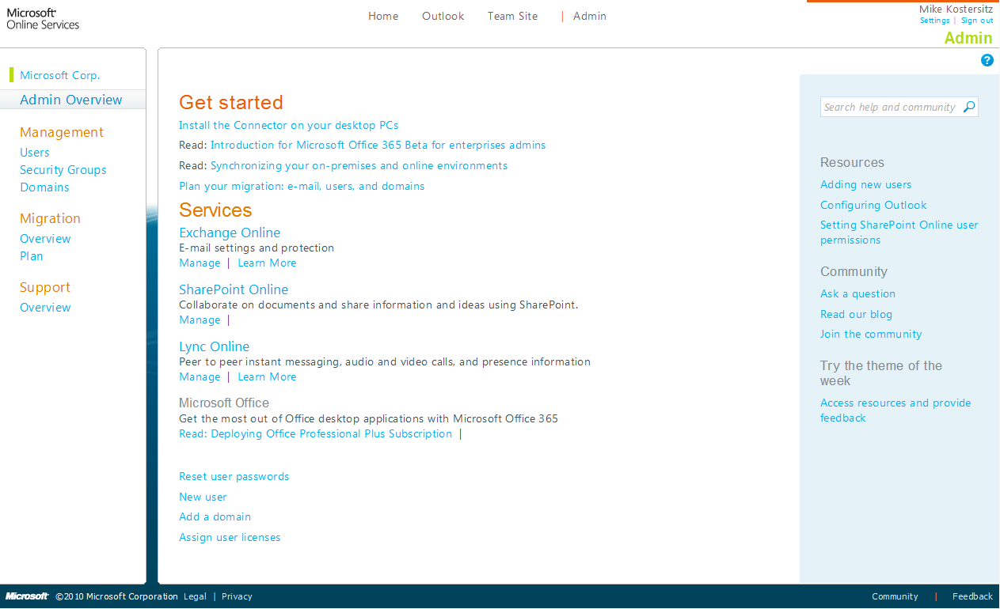 Microsoft
Online Services
Home
Outlook
Team Site
|
Admin
Mike Kostersitz
Settings | Sign out
Admin
?
Microsoft Corp.
Admin Overview
Management
Users
Security Groups
Domains
Migration
Overview
Plan
Support
Overview
Get started
Install the Connector on your desktop PCs
Read: Introduction for Microsoft Office 365 Beta for enterprises admins
Read: Synchronizing your on-premises and online environments
Plan your migration: e-mail, users, and domains
Services
Exchange Online
E-mail settings and protection
Manage | Learn More
SharePoint Online
Collaborate on documents and share information and ideas using SharePoint.
Manage |
Lync Online
Peer to peer instant messaging, audio and video calls, and presence information
Manage | Learn More
Microsoft Office
Get the most out of Office desktop applications with Microsoft Office 365
Read: Deploying Office Professional Plus Subscription |
Reset user passwords
New user
Add a domain
Assign user licenses
Search help and community
Resources
Adding new users
Configuring Outlook
Setting SharePoint Online user
permissions
Community
Ask a question
Read our blog
Join the community
Try the theme of the
week
Access resources and provide
feedback
Microsoft ©2010 Microsoft Corporation Legal | Privacy
Community | Feedback